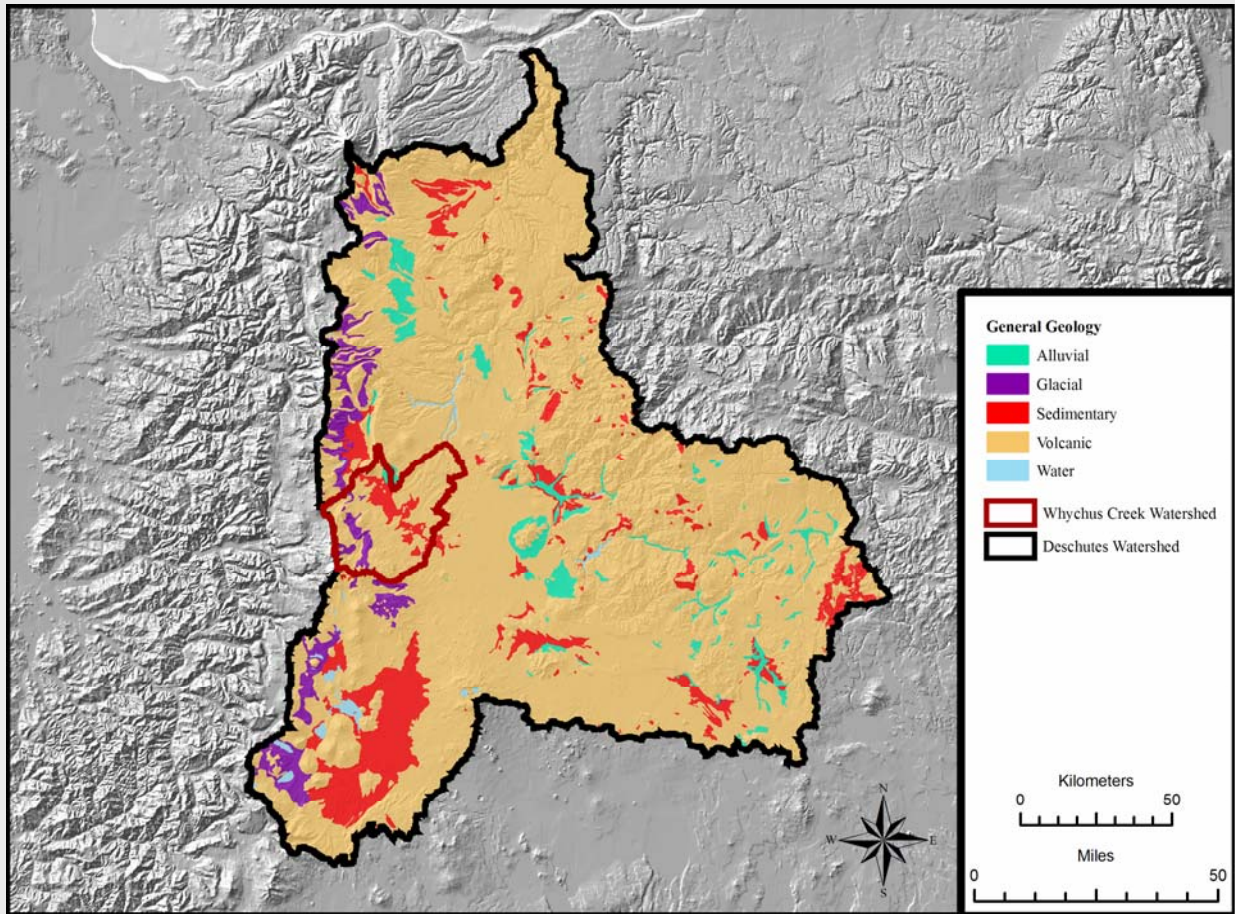 General Geology
Alluvial
Glacial
Sedimentary
Volcanic
Water
Whychus Creek Watershed
Deschutes Watershed
Kilometers
0 50
Miles
0 50
N
W E
S